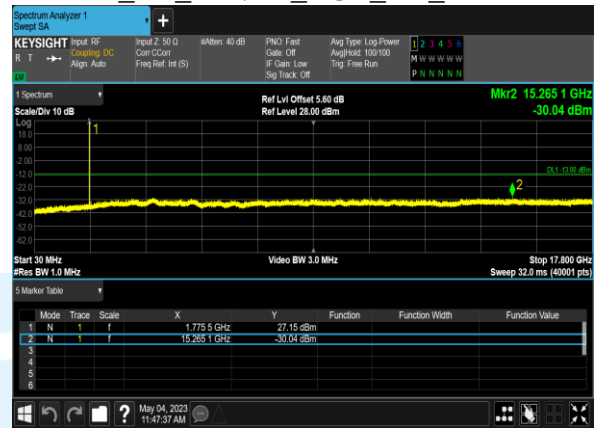 Spectrum Analyzer 1
Swept SA
KEYSIGHT Input: RF Input Z: 50 Ω #Atten: 40 dB PNO: Fast Avg Type: Log-Power 1 2 3 4 5 6
R T Coupling: DC Corr CCorr Gate: Off Avg|Hold: 100/100 M W W W W W
Align: Auto Freq Ref: Int (S) IF Gain: Low Trig: Free Run
Sig Track: Off P N N N N N
1 Spectrum Ref Lvl Offset 5.60 dB Mkr2 15.265 1 GHz
Scale/Div 10 dB Ref Level 28.00 dBm -30.04 dBm
Log
1
18.0
8.00
-2.00
DL1 -13.00 dBm
-12.0
2
-22.0
-32.0
-42.0
-52.0
-62.0
Start 30 MHz Video BW 3.0 MHz Stop 17.800 GHz
#Res BW 1.0 MHz Sweep 32.0 ms (40001 pts)
5 Marker Table
Mode Trace Scale X Y Function Function Width Function Value
1 N 1 f 1.775 5 GHz 27.15 dBm
2 N 1 f 15.265 1 GHz -30.04 dBm
3
4
5
6
? May 04, 2023
11:47:37 AM